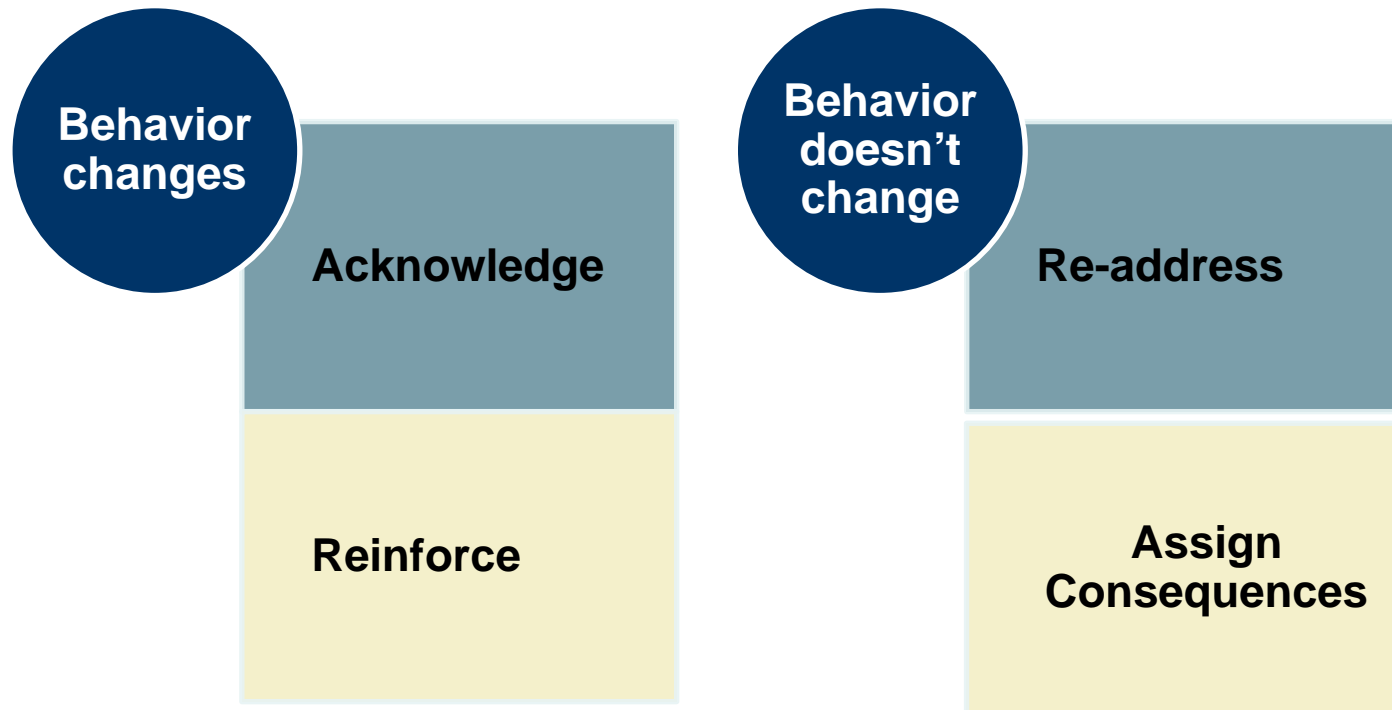 Behavior
changes
Acknowledge
Reinforce
Behavior
doesn’t
change
Re-address
Assign
Consequences